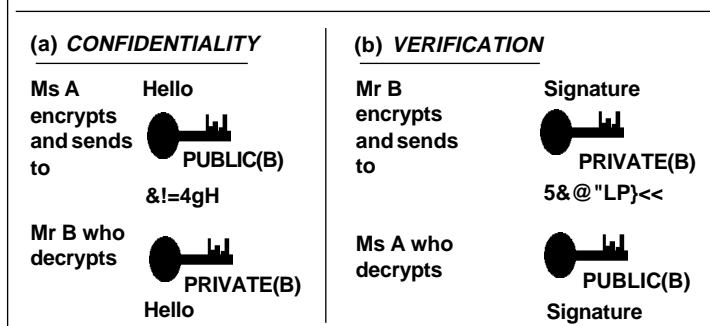 (a) CONFIDENTIALITY
Ms A
encrypts
and sends
to
Hello
PUBLIC(B)
&!=4gH
Mr B who
decrypts
PRIVATE(B)
Hello
(b) VERIFICATION
Mr B
encrypts
and sends
to
Signature
PRIVATE(B)
5&@"LP}<<
Ms A who
decrypts
PUBLIC(B)
Signature